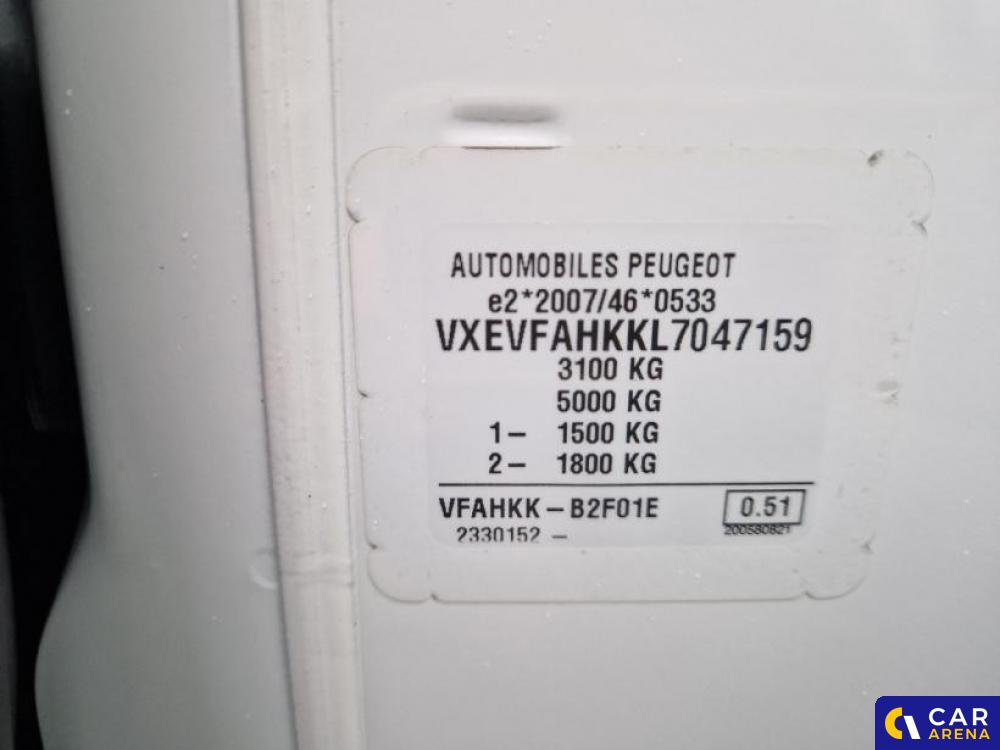 AUTOMOBILES PEUGEOT
e2*2007/46*0533
VXEVFAHKKL7047159
3100 KG
5000 KG
1- 1500 KG
2- 1800 KG
VFAHKK-B2F01E
0.51
2330152 -
200580821
CAR
ARENA